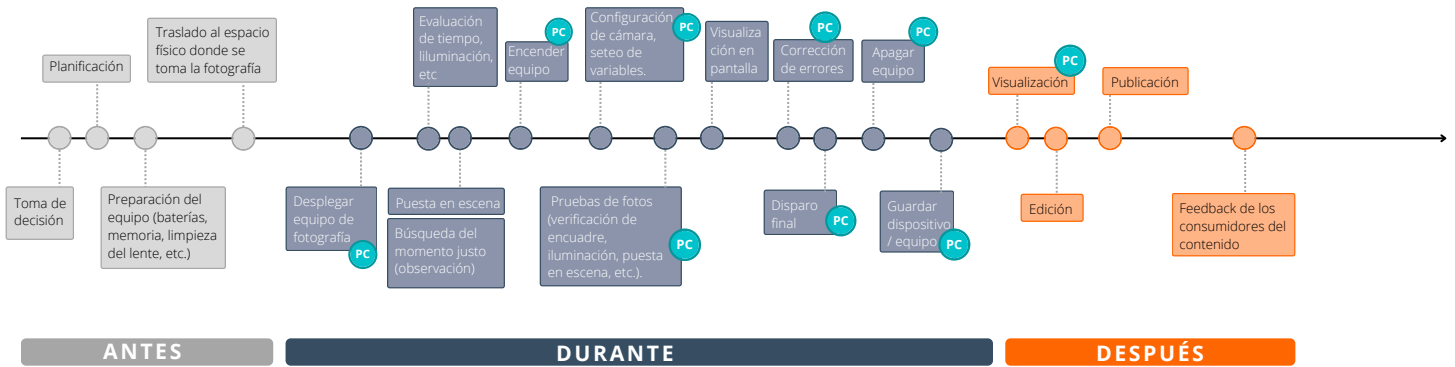 Toma de
decisión
Planificación
Preparación del
equipo (baterías,
memoria, limpieza
del lente, etc.)
Traslado al espacio
físico donde se
toma la fotografía
Desplegar
equipo de
fotografía
PC
Evaluación
de tiempo,
liluminación,
etc
Puesta en escena
Búsqueda del
momento justo
(observación)
Encender
equipo
PC
Configuración
de cámara,
seteo de
variables.
PC
Pruebas de fotos
(verificación de
encuadre,
iluminación, puesta
en escena, etc.).
PC
Visualiza
ción en
pantalla
Corrección
de errores
PC
Disparo
final
PC
Apagar
equipo
PC
Guardar
dispositivo
/ equipo
PC
Visualización
PC
Edición
Publicación
Feedback de los
consumidores del
contenido
ANTES
DURANTE
DESPUÉS